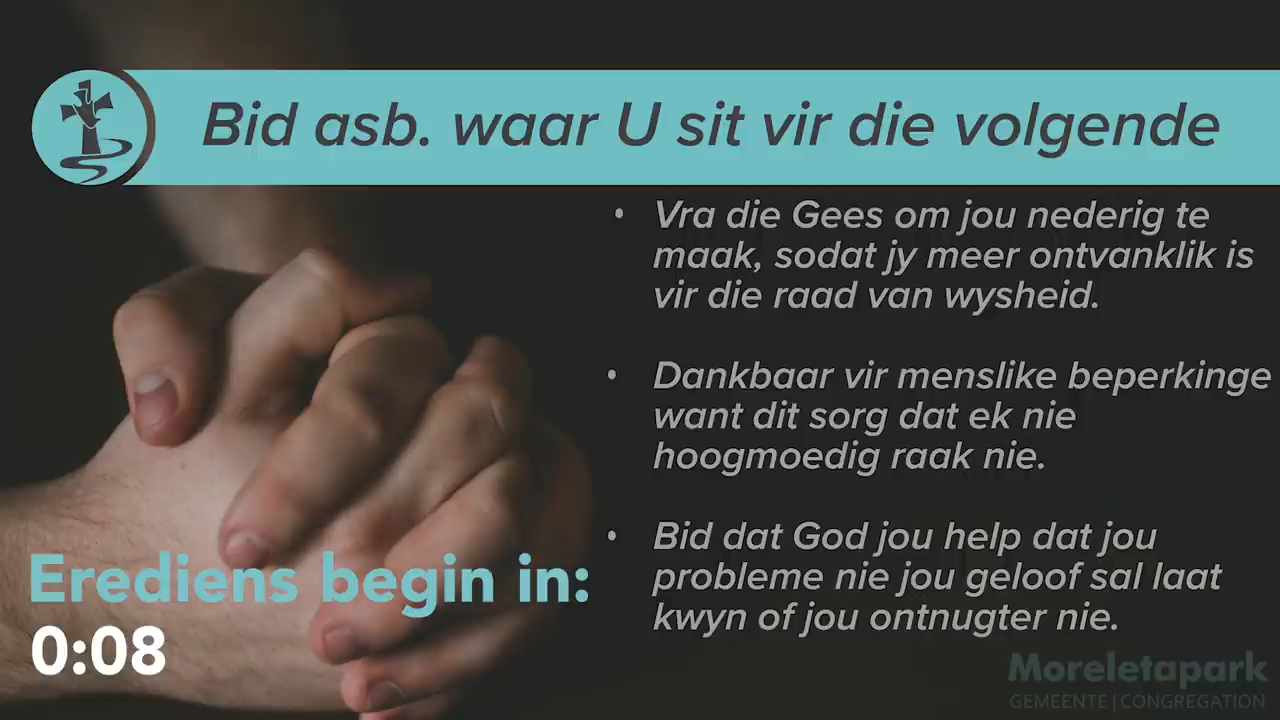 Bid asb. waar U sit vir die volgende
• Vra die Gees om jou nederig te
maak, sodat jy meer ontvanklik is
vir die raad van wysheid.
• Dankbaar vir menslike beperkinge
want dit sorg dat ek nie
hoogmoedig raak nie.
• Bid dat God jou help dat jou
probleme nie jou geloof sal laat
kwyn of jou ontnugter nie.
Erediens begin in:
0:08
Moreletapark
GEMEENTE | CONGREGATION